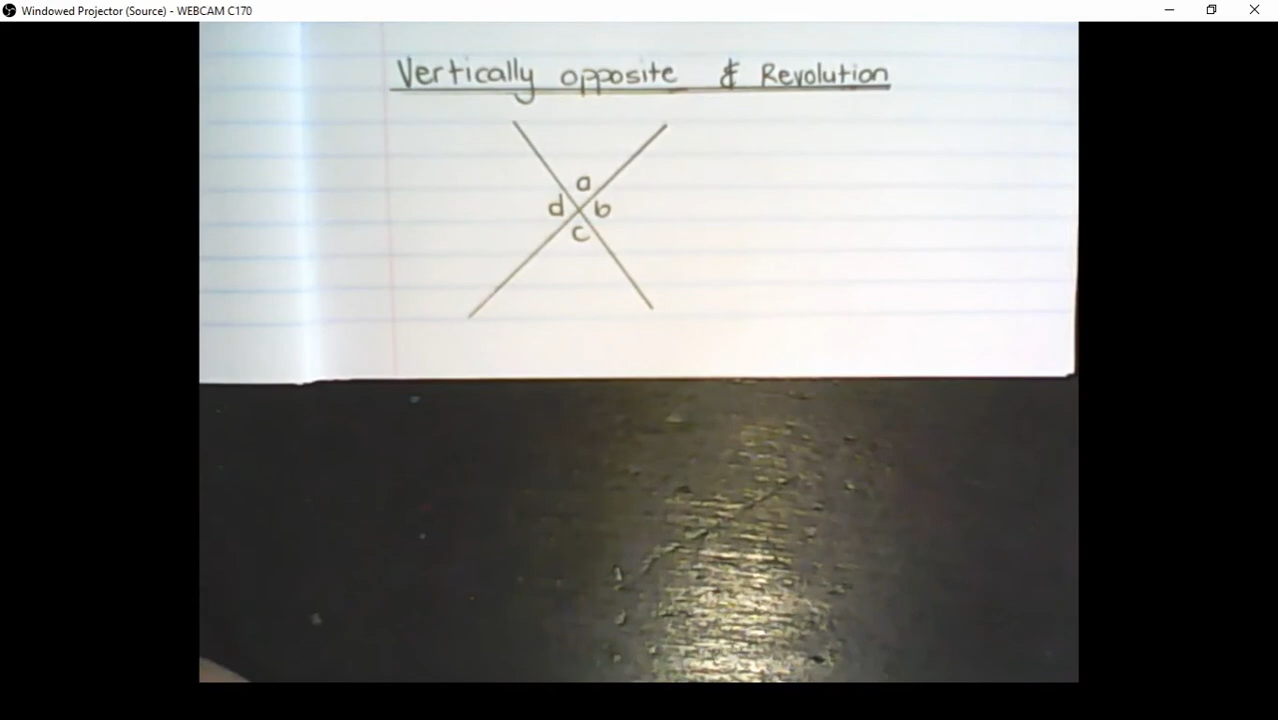 Windowed Projector (Source) - WEBCAM C170
Vertically opposite & Revolution
a
d b
c